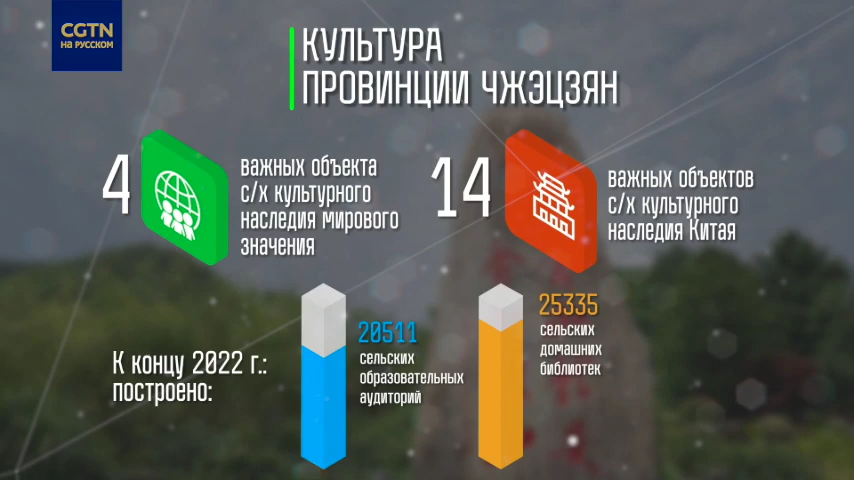 CGTN
НА РУССКОМ
КУЛЬТУРА
ПРОВИНЦИИ ЧЖЭЦЗЯН
4
важных объекта
с/х культурного
наследия мирового
значения
14
важных объектов
с/х культурного
наследия Китая
К концу 2022 г.:
построено:
20511
сельских
образовательных
аудиторий
25335
сельских
домашних
библиотек